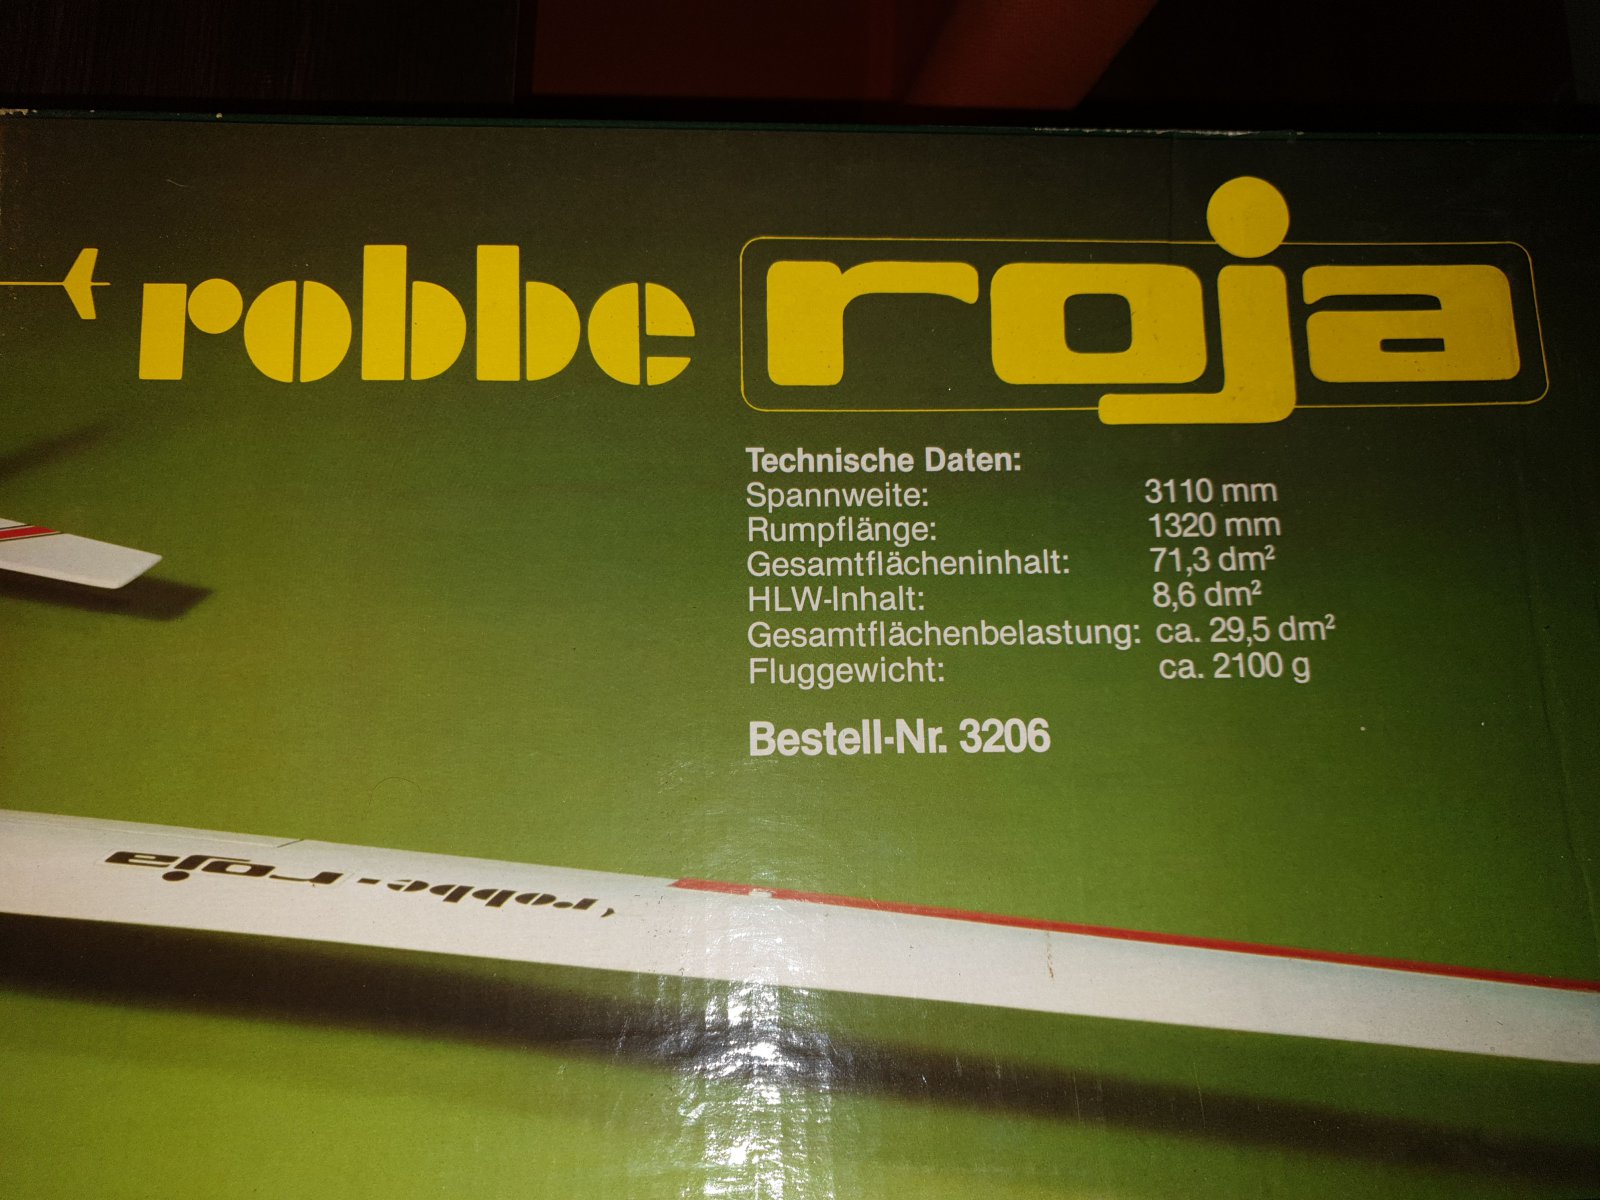 robbe roja
Technische Daten:
Spannweite: 3110 mm
Rumpflänge: 1320 mm
Gesamtflächeninhalt: 71,3 dm²
HLW-Inhalt: 8,6 dm²
Gesamtflächenbelastung: ca. 29,5 dm²
Fluggewicht: ca. 2100 g
Bestell-Nr. 3206
robbe - roja